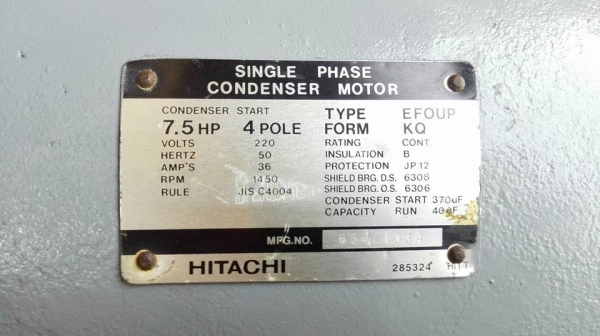 SINGLE PHASE
CONDENSER MOTOR
CONDENSER START
7.5 HP 4 POLE
VOLTS 220
HERTZ 50
AMP'S 36
RPM 1450
RULE JIS C4004
TYPE EFOUP
FORM KQ
RATING CONT.
INSULATION B
PROTECTION JP12
SHIELD BRG. D.S. 6308
SHIELD BRG. O.S. 6306
CONDENSER START 370uF
CAPACITY RUN 40uF
MFG.NO.
HITACHI 285324